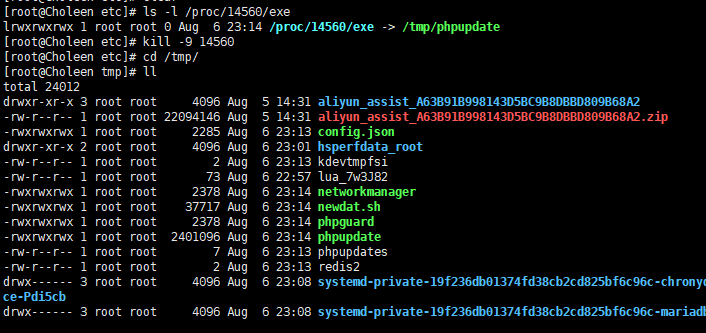 [root@Choleen etc]# ls -l /proc/14560/exe
lrwxrwxrwx 1 root root 0 Aug  6 23:14 /proc/14560/exe -> /tmp/phpupdate
[root@Choleen etc]# kill -9 14560
[root@Choleen etc]# cd /tmp/
[root@Choleen tmp]# ll
total 24012
drwxr-xr-x 3 root root     4096 Aug  5 14:31 aliyun_assist_A63B91B998143D5BC9B8DBBD809B68A2
-rw-r--r-- 1 root root 22094146 Aug  5 14:31 aliyun_assist_A63B91B998143D5BC9B8DBBD809B68A2.zip
-rwxrwxrwx 1 root root     2285 Aug  6 23:13 config.json
drwxr-xr-x 2 root root     4096 Aug  6 23:01 hsperfdata_root
-rw-r--r-- 1 root root        2 Aug  6 23:13 kdevtmpfsi
-rw-r--r-- 1 root root       73 Aug  6 22:57 lua_7w3J82
-rwxrwxrwx 1 root root     2378 Aug  6 23:14 networkmanager
-rwxrwxrwx 1 root root    37717 Aug  6 23:14 newdat.sh
-rwxrwxrwx 1 root root     2378 Aug  6 23:14 phpguard
-rwxrwxrwx 1 root root  2401096 Aug  6 23:14 phpupdate
-rw-r--r-- 1 root root        7 Aug  6 23:13 phpupdates
-rw-r--r-- 1 root root        2 Aug  6 23:13 redis2
drwx------ 3 root root     4096 Aug  6 23:08 systemd-private-19f236db01374fd38cb2cd825bf6c96c-chrony
ce-Pdi5cb
drwx------ 3 root root     4096 Aug  6 23:08 systemd-private-19f236db01374fd38cb2cd825bf6c96c-mariadb